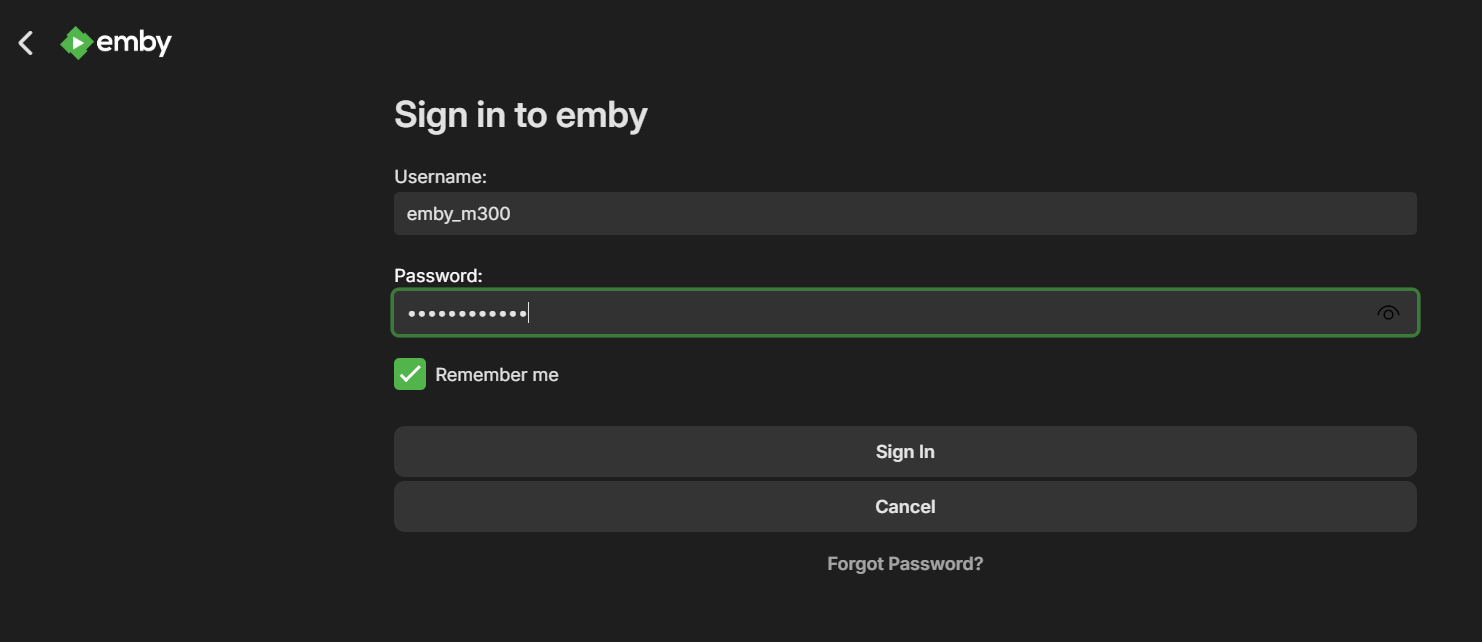 emby
Sign in to emby
Username:
emby_m300
Password:
••••••••••••
Remember me
Sign In
Cancel
Forgot Password?